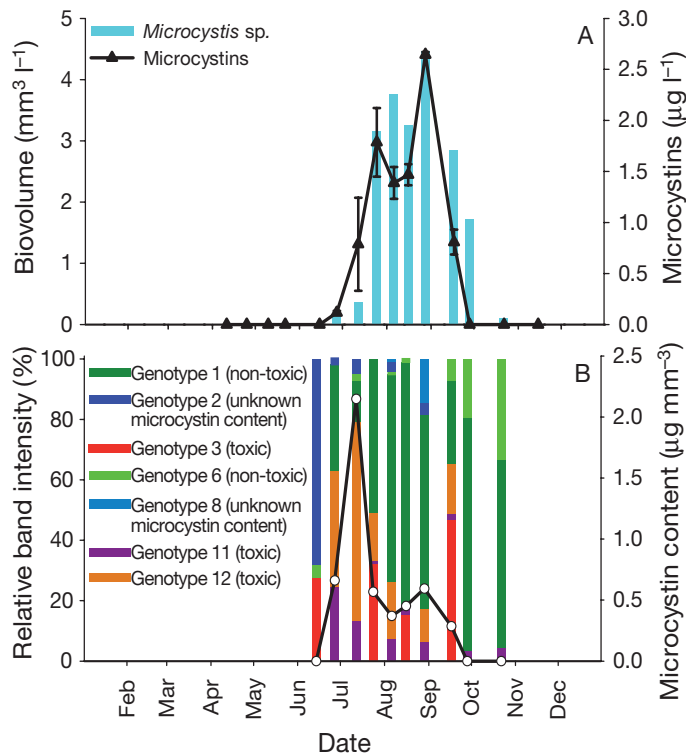 A
Microcystis sp.
Microcystins
Biovolume (mm³ l⁻¹)
5
4
3
2
1
0
Microcystins (µg l⁻¹)
3.0
2.5
2.0
1.5
1.0
0.5
0.0
B
Genotype 1 (non-toxic)
Genotype 2 (unknown
microcystin content)
Genotype 3 (toxic)
Genotype 6 (non-toxic)
Genotype 8 (unknown
microcystin content)
Genotype 11 (toxic)
Genotype 12 (toxic)
Relative band intensity (%)
100
80
60
40
20
0
Microcystin content (µg mm⁻³)
2.5
2.0
1.5
1.0
0.5
0.0
Feb
Mar
Apr
May
Jun
Jul
Aug
Sep
Oct
Nov
Dec
Date